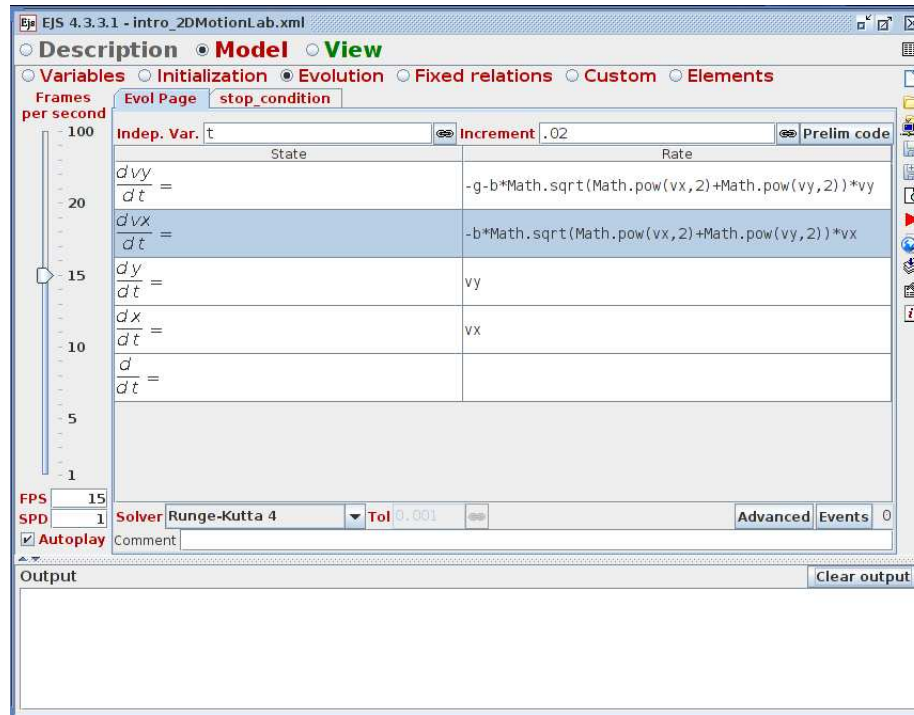 EJS 4.3.3.1 - intro_2DMotionLab.xml
Description Model View
Variables Initialization Evolution Fixed relations Custom Elements
Frames per second
Evol Page stop_condition
Indep. Var. t Increment .02 Prelim code
State Rate
dvy/dt = -g-b*Math.sqrt(Math.pow(vx,2)+Math.pow(vy,2))*vy
dvx/dt = -b*Math.sqrt(Math.pow(vx,2)+Math.pow(vy,2))*vx
dy/dt = vy
dx/dt = vx
d/dt =
100
20
15
10
5
1
FPS 15
SPD 1
Autoplay
Solver Runge-Kutta 4 Tol 0.001 Advanced Events 0
Comment
Output Clear output